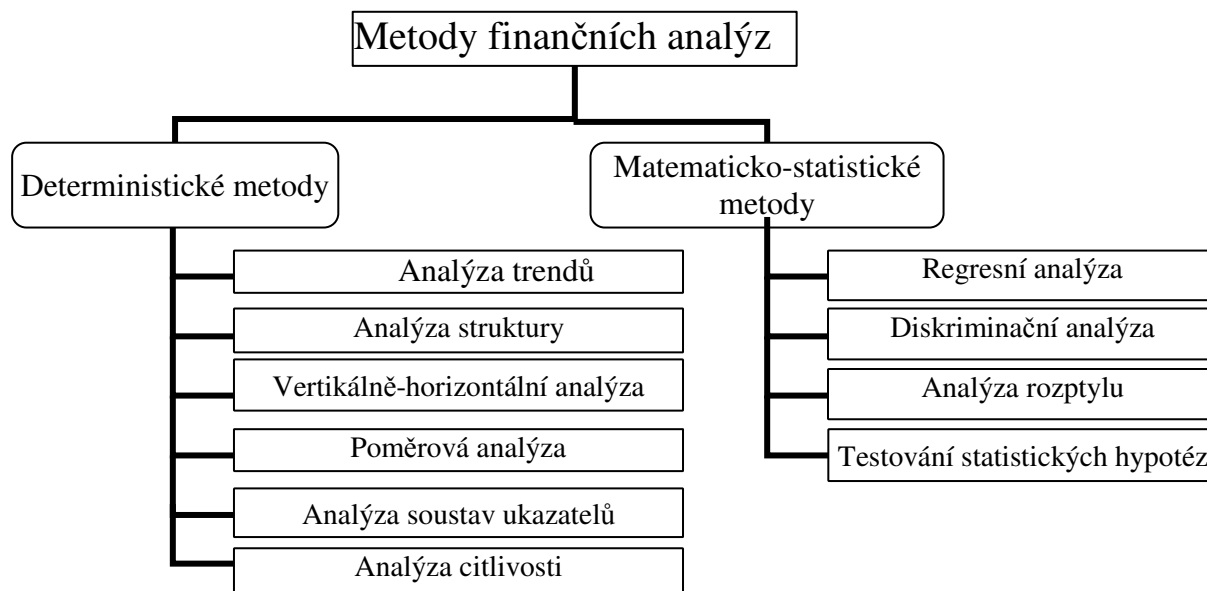 Metody finančních analýz
Deterministické metody
Analýza trendů
Analýza struktury
Vertikálně-horizontální analýza
Poměrová analýza
Analýza soustav ukazatelů
Analýza citlivosti
Matematicko-statistické
metody
Regresní analýza
Diskriminační analýza
Analýza rozptylu
Testování statistických hypotéz